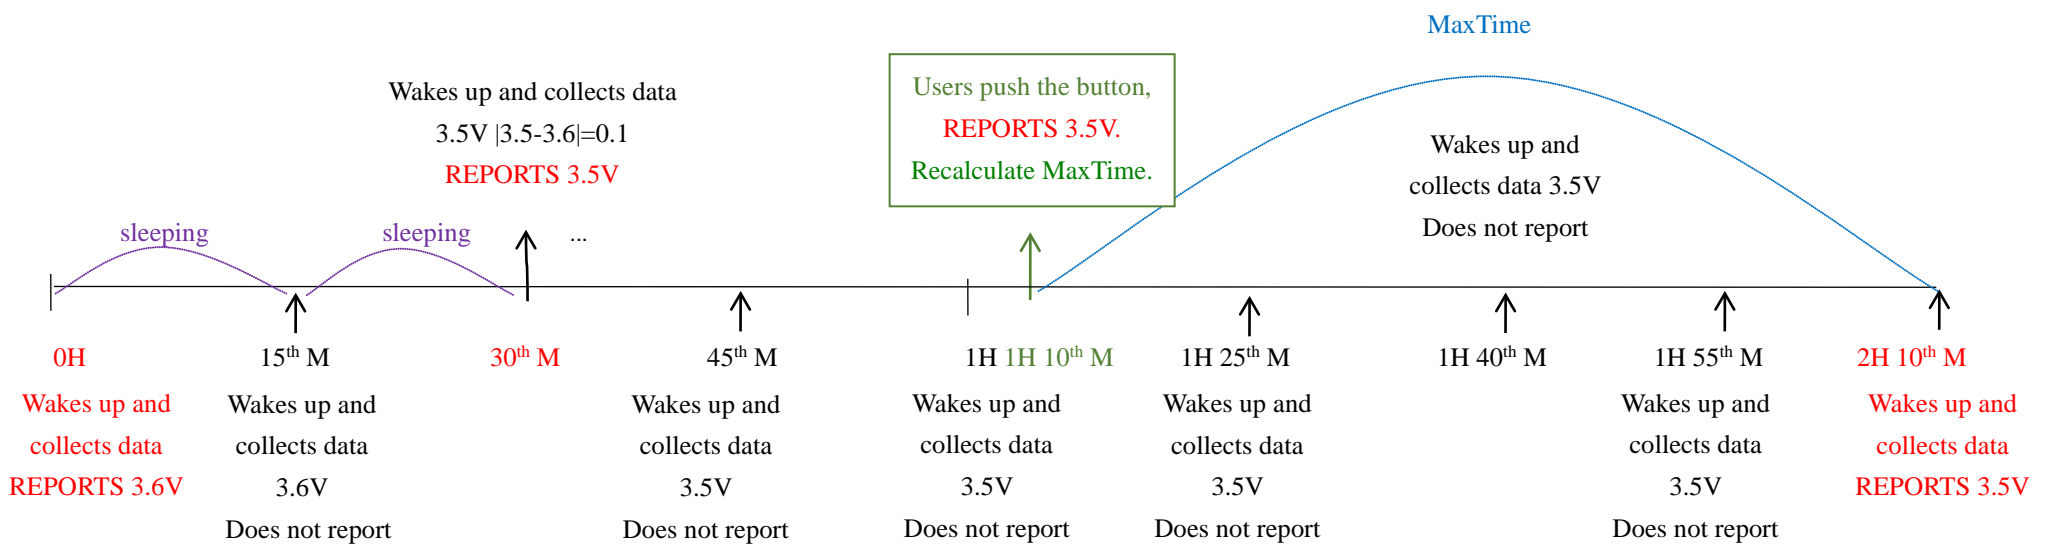 MaxTime
Wakes up and collects data
3.5V |3.5-3.6|=0.1
REPORTS 3.5V
Users push the button,
REPORTS 3.5V.
Recalculate MaxTime.
Wakes up and
collects data 3.5V
Does not report
sleeping
sleeping
...
0H
15th M
30th M
45th M
1H
1H 10th M
1H 25th M
1H 40th M
1H 55th M
2H 10th M
Wakes up and
collects data
REPORTS 3.6V
Wakes up and
collects data
3.6V
Does not report
Wakes up and
collects data
3.5V
Does not report
Wakes up and
collects data
3.5V
Does not report
Wakes up and
collects data
3.5V
Does not report
Wakes up and
collects data
3.5V
Does not report
Wakes up and
collects data
REPORTS 3.5V